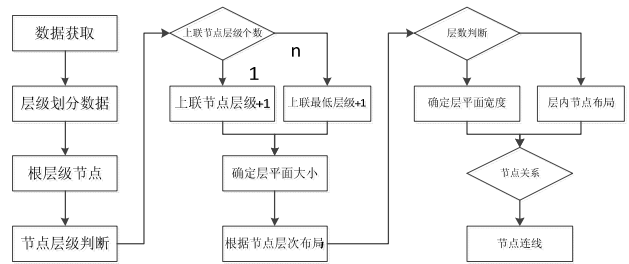 数据获取
层级划分数据
根层级节点
节点层级判断
上联节点层级个数
1
n
上联节点层级+1
上联最低层级+1
确定层平面大小
根据节点层次布局
层数判断
确定层平面宽度
层内节点布局
节点关系
节点连线